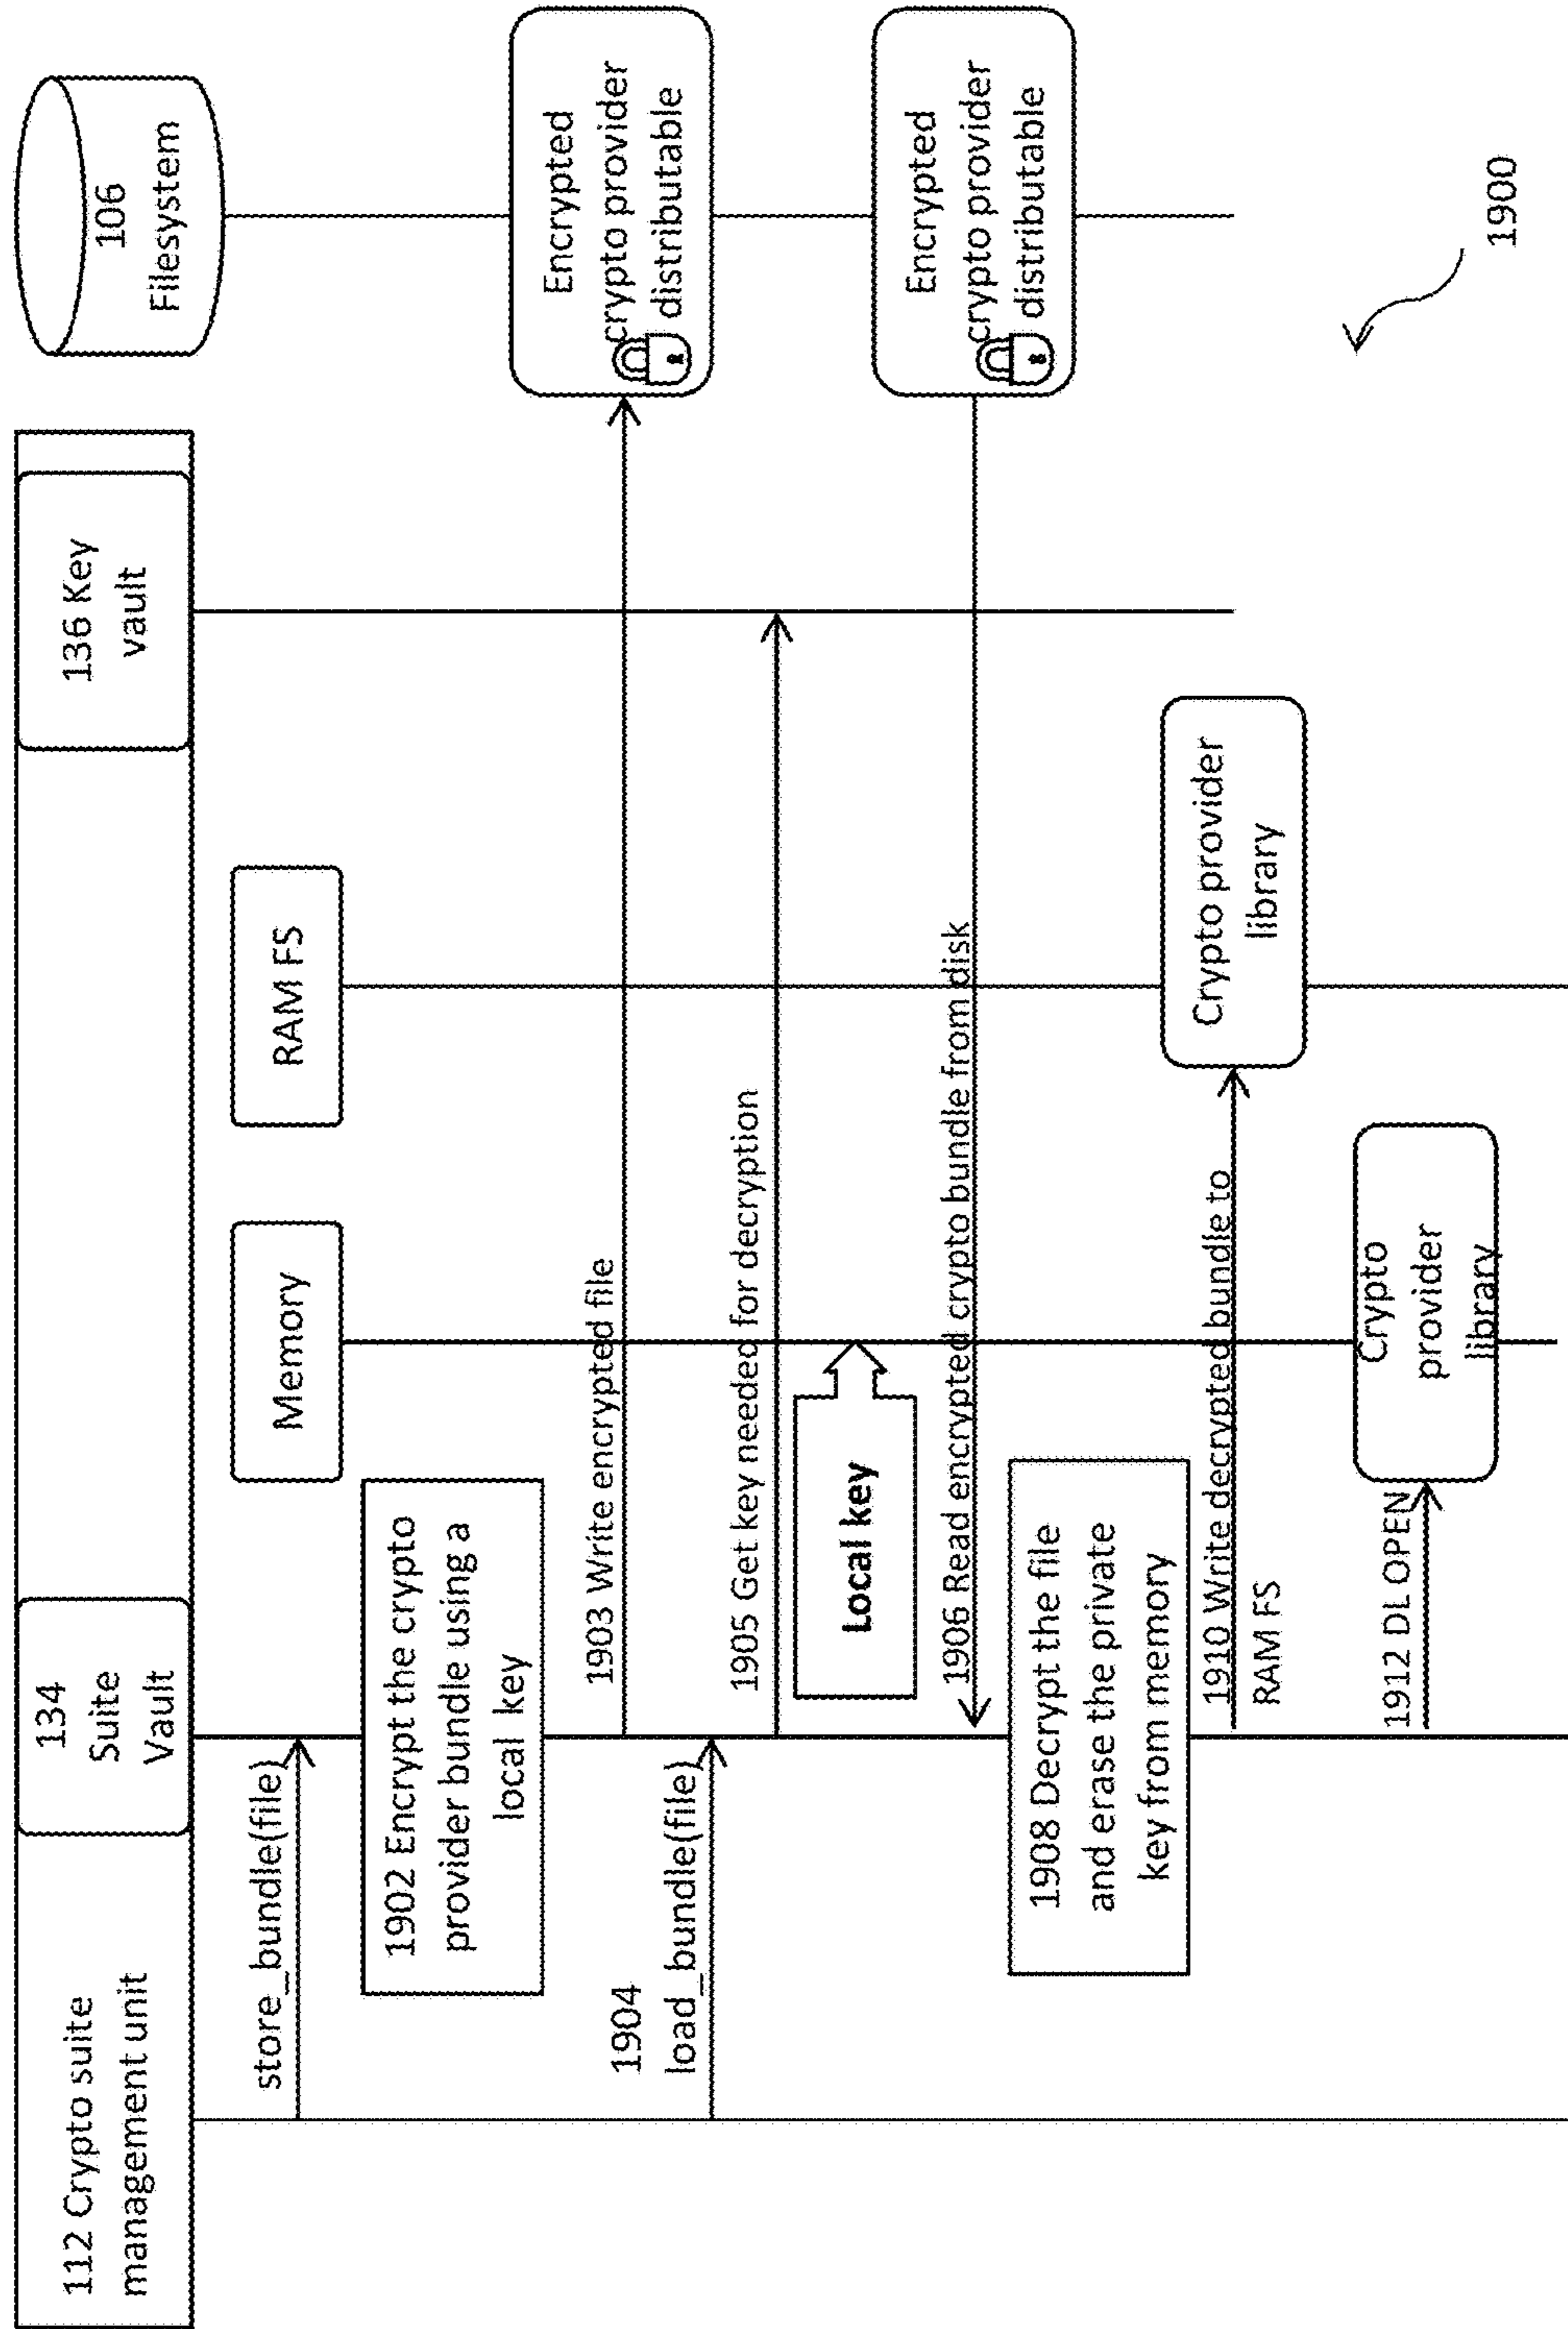 112 Crypto suite
management unit
134
Suite
Vault
136 Key
vault
106
Filesystem
Memory
RAM FS
store_bundle(file)
1902 Encrypt the crypto
provider bundle using a
local key
1903 Write encrypted file
Encrypted
crypto provider
distributable
1904
load_bundle(file)
1905 Get key needed for decryption
Local key
1906 Read encrypted crypto bundle from disk
Encrypted
crypto provider
distributable
1908 Decrypt the file
and erase the private
key from memory
1910 Write decrypted bundle to
RAM FS
Crypto provider
library
1912 DL OPEN
Crypto
provider
library
1900